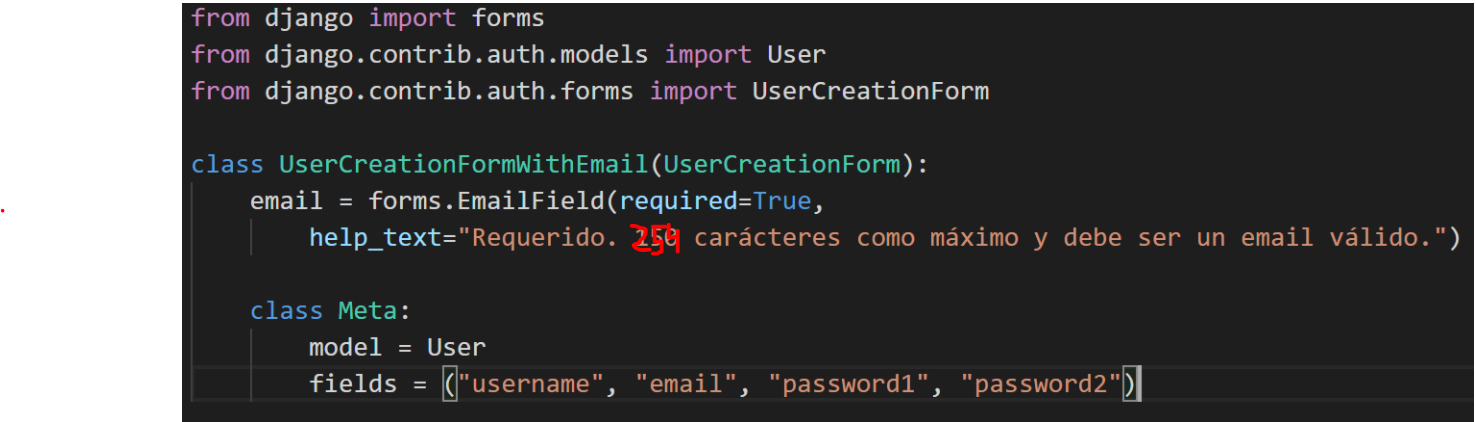 from django import forms
from django.contrib.auth.models import User
from django.contrib.auth.forms import UserCreationForm
class UserCreationFormWithEmail(UserCreationForm):
email = forms.EmailField(required=True,
help_text="Requerido. 254 carácteres como máximo y debe ser un email válido.")
class Meta:
model = User
fields = ("username", "email", "password1", "password2")